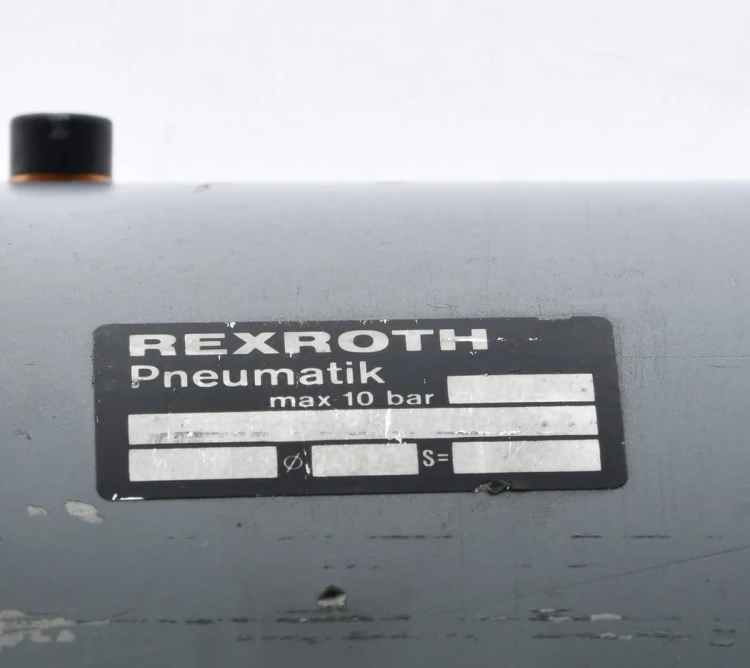 REXROTH
Pneumatik
max 10 bar
Ø S=